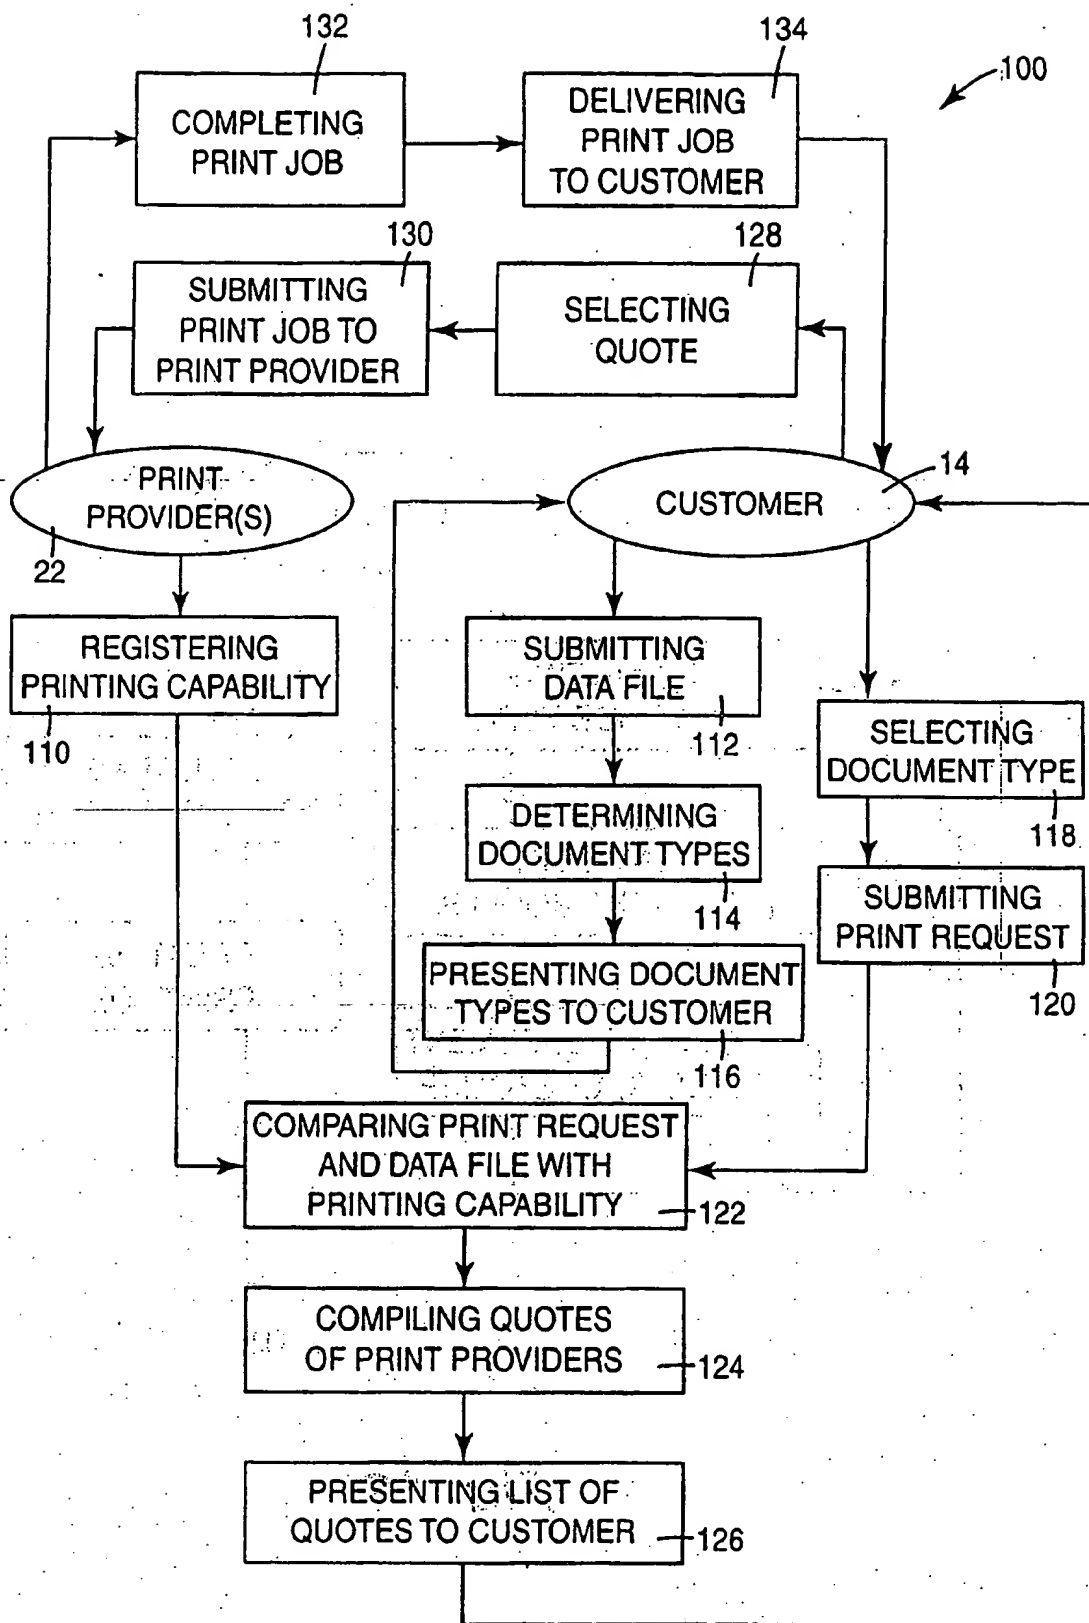 132
134
100
COMPLETING
PRINT JOB
DELIVERING
PRINT JOB
TO CUSTOMER
130
128
SUBMITTING
PRINT JOB TO
PRINT PROVIDER
SELECTING
QUOTE
PRINT
PROVIDER(S)
22
CUSTOMER
14
REGISTERING
PRINTING CAPABILITY
110
SUBMITTING
DATA FILE
112
SELECTING
DOCUMENT TYPE
118
DETERMINING
DOCUMENT TYPES
114
SUBMITTING
PRINT REQUEST
120
PRESENTING DOCUMENT
TYPES TO CUSTOMER
116
COMPARING PRINT REQUEST
AND DATA FILE WITH
PRINTING CAPABILITY
122
COMPILING QUOTES
OF PRINT PROVIDERS
124
PRESENTING LIST OF
QUOTES TO CUSTOMER
126